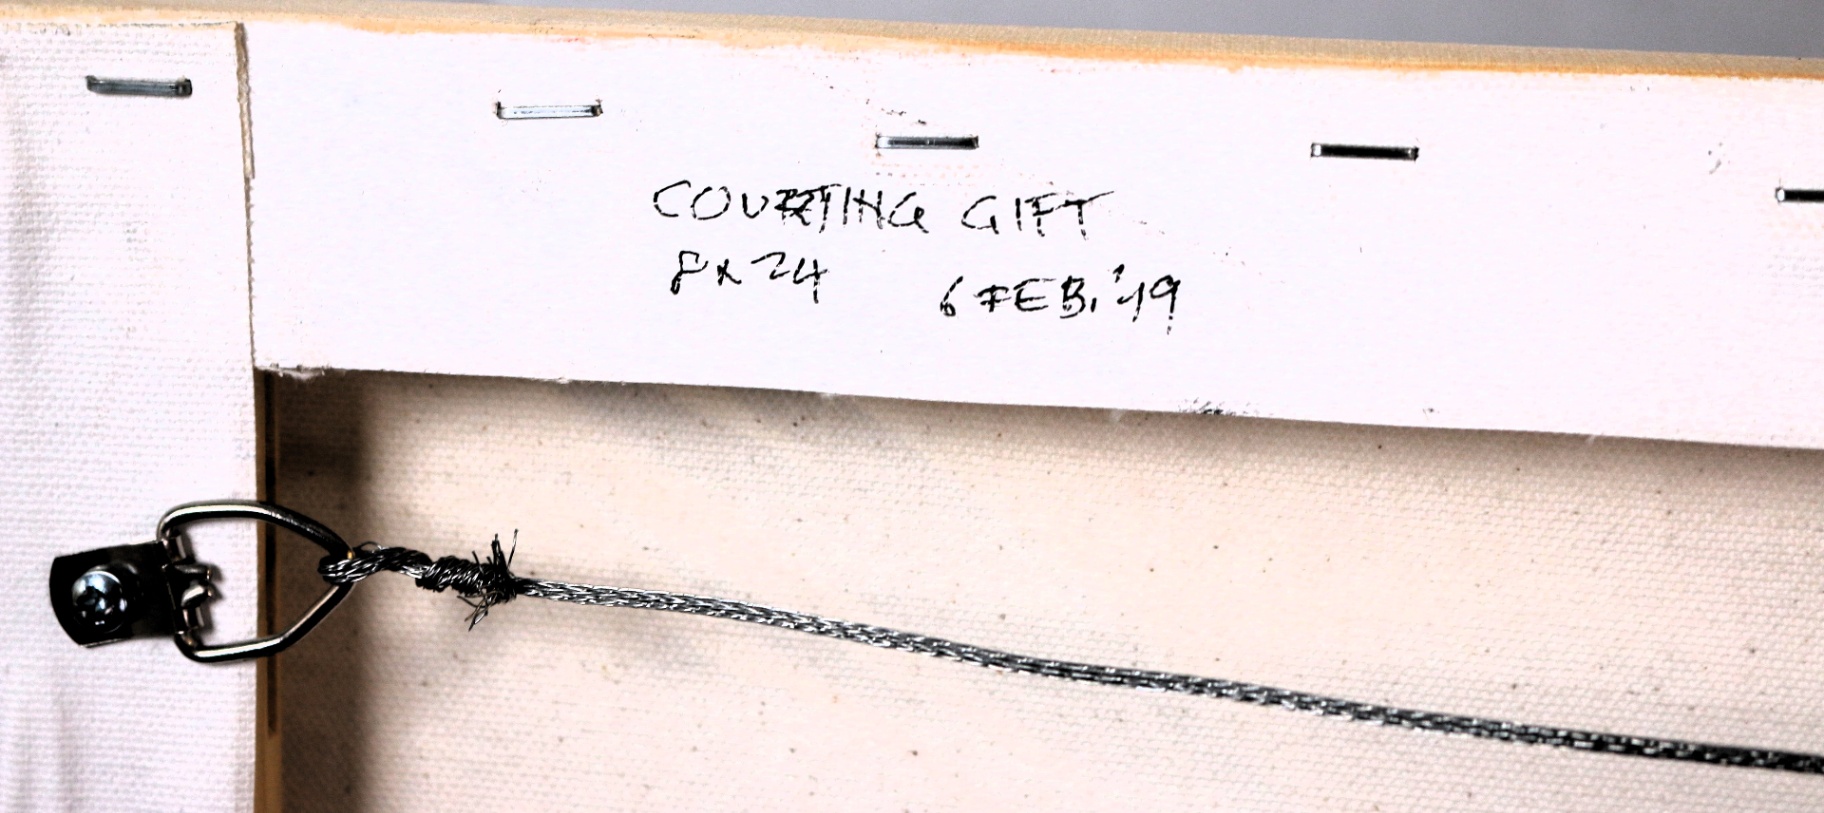 COURTING GIFT
8x24 6 FEB. '19